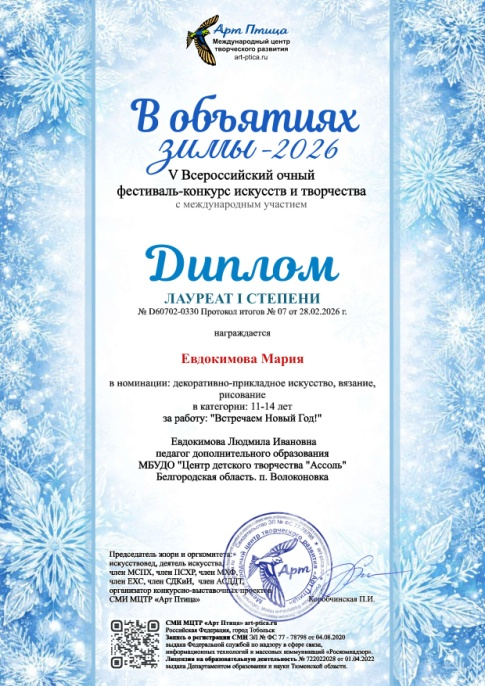 Арт Птица
Международный центр
творческого развития
art-ptica.ru
В объятиях
зимы-2026
V Всероссийский очный
фестиваль-конкурс искусств и творчества
с международным участием
Диплом
ЛАУРЕАТ I СТЕПЕНИ
№ D60702-0330 Протокол итогов № 07 от 28.02.2026 г.
награждается
Евдокимова Мария
в номинации: декоративно-прикладное искусство, вязание,
рисование
в категории: 11-14 лет
за работу: "Встречаем Новый Год!"
Евдокимова Людмила Ивановна
педагог дополнительного образования
МБУДО "Центр детского творчества "Ассоль"
Белгородская область. п. Волоконовка
Председатель жюри и оргкомитета:
искусствовед, деятель искусства,
член МСПХ, член ПСХР, член МХФ,
член ЕХС, член СДКиИ, член АСЛДТ,
организатор конкурсно-выставочных проектов
СМИ МЦТР «Арт Птица»
Коробчинская П.И.
Арт
СМИ МЦТР «Арт Птица» art-ptica.ru
Российская Федерация, город Тобольск
Запись о регистрации СМИ ЭЛ № ФС 77 - 78798 от 04.08.2020
выдана Федеральной службой по надзору в сфере связи,
информационных технологий и массовых коммуникаций «Роскомнадзор».
Лицензия на образовательную деятельность № 722022028 от 01.04.2022
выдана Департаментом образования и науки Тюменской области.